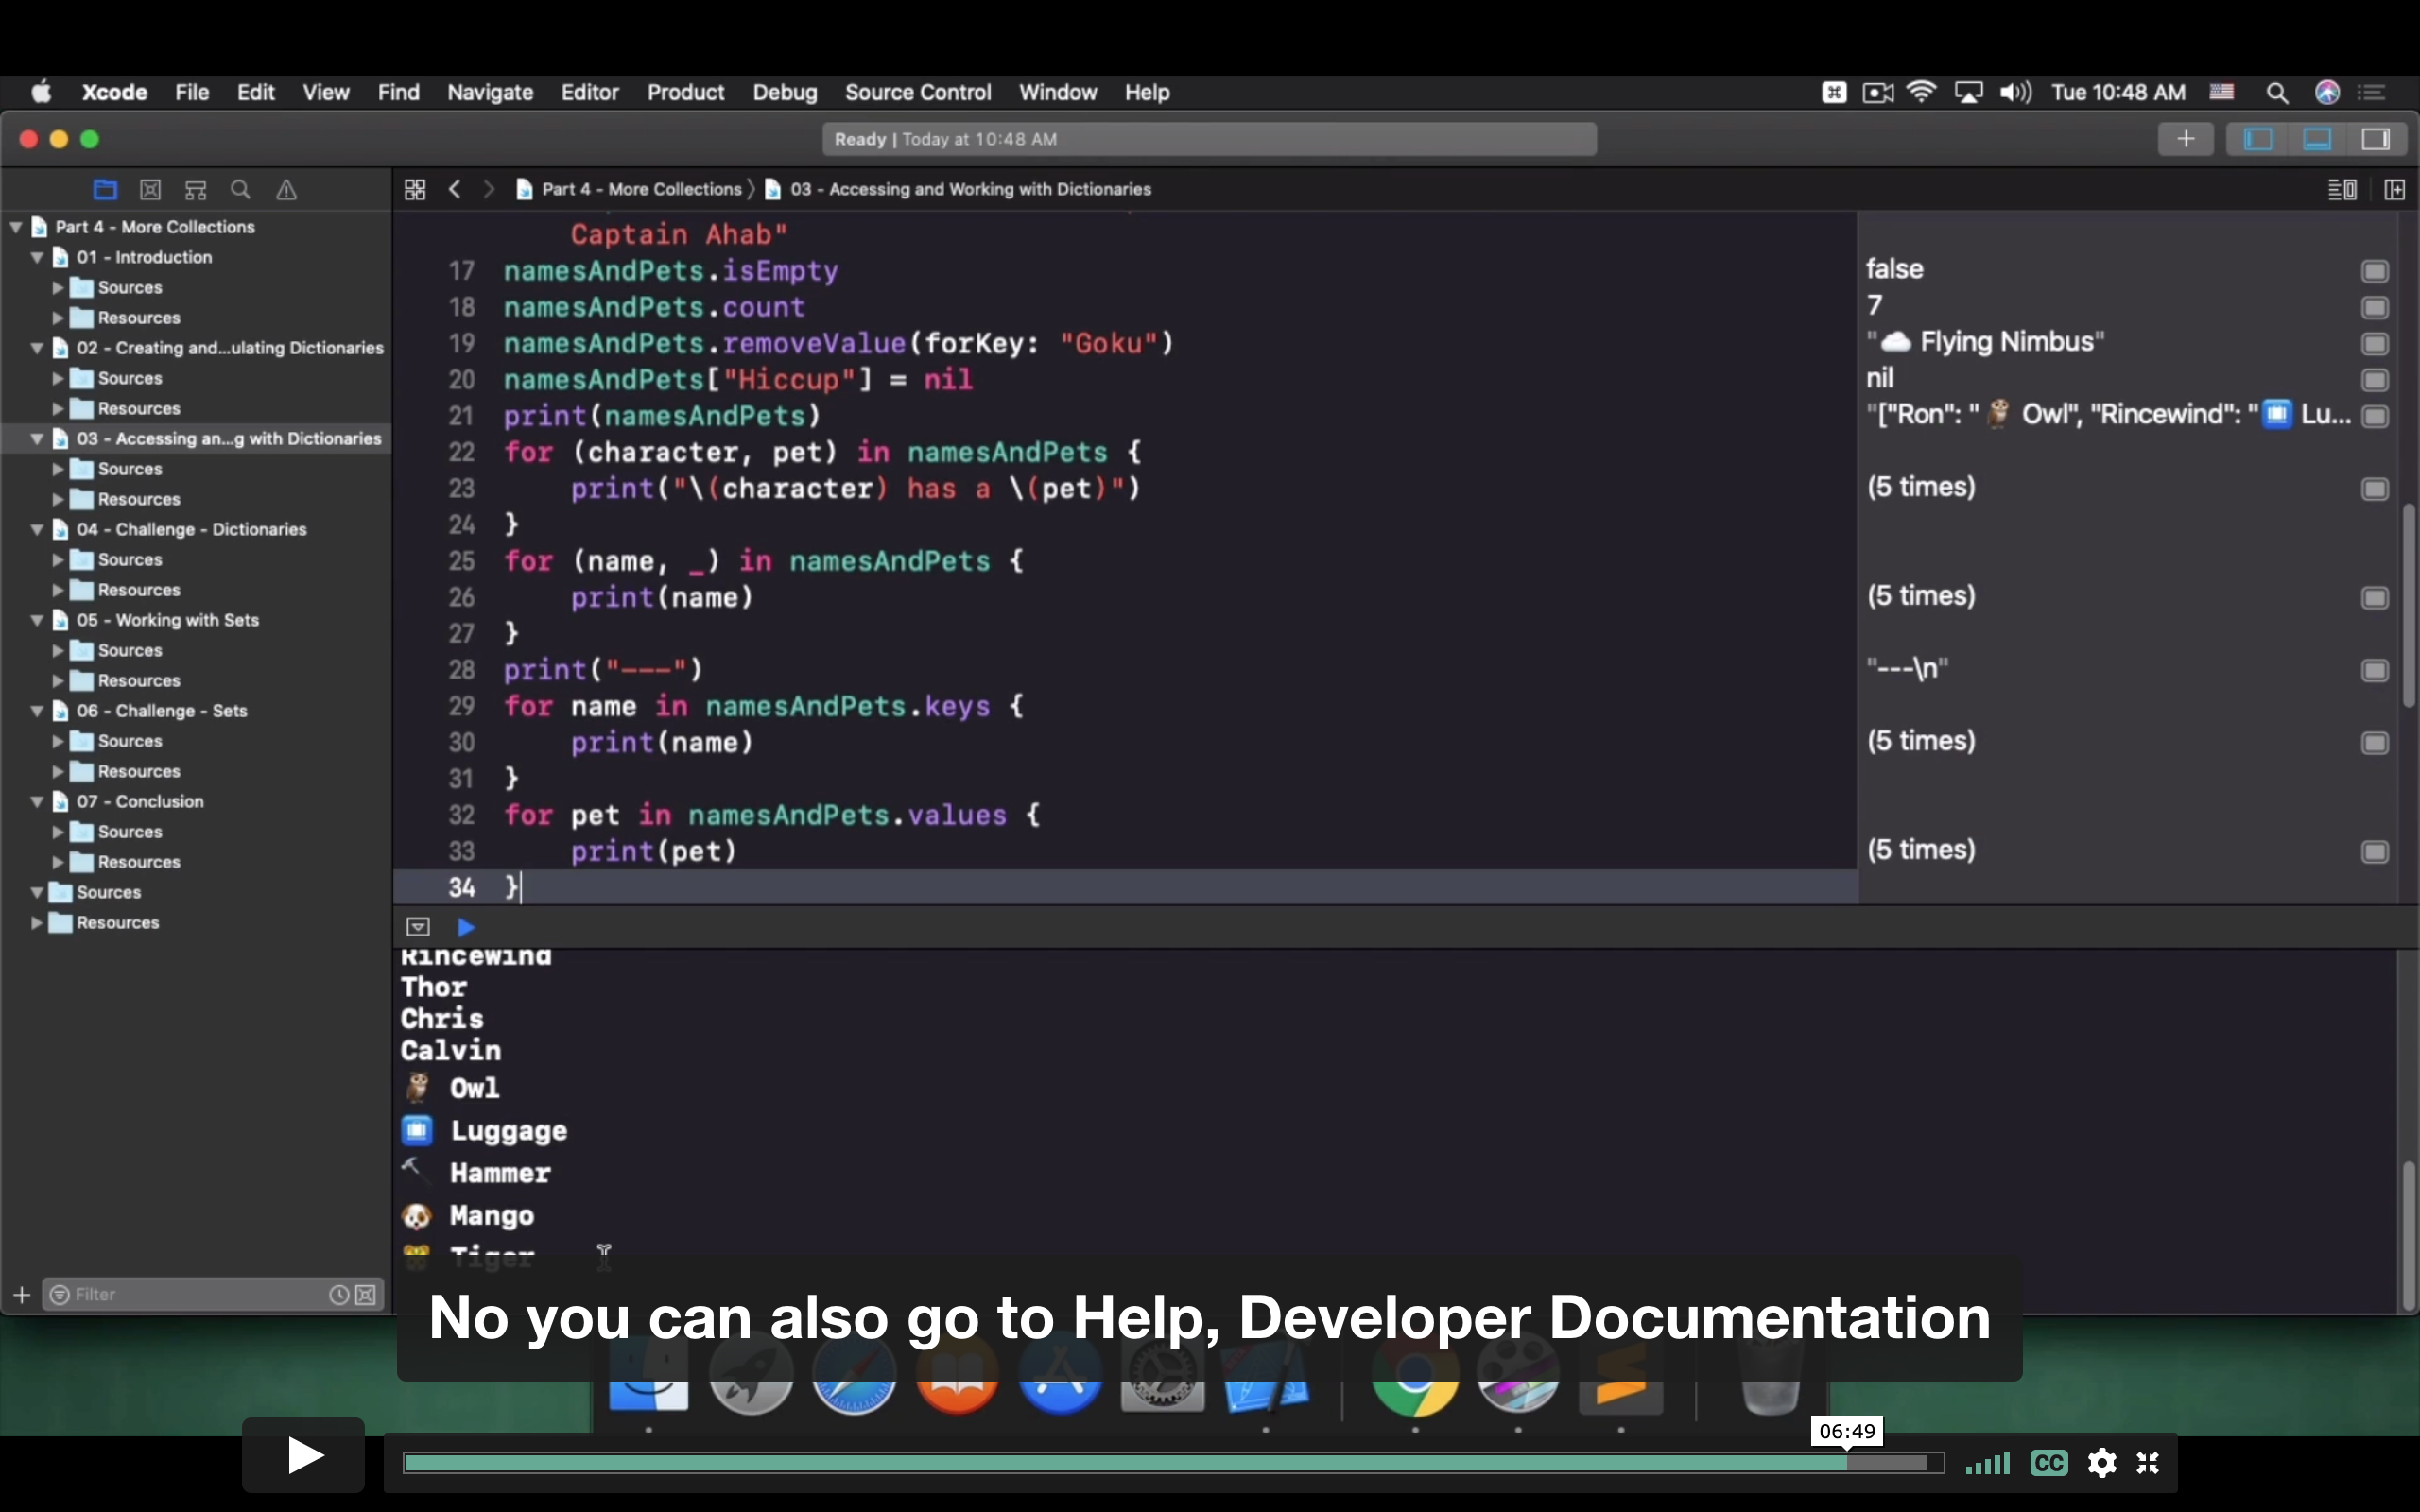 Xcode File Edit View Find Navigate Editor Product Debug Source Control Window Help Tue 10:48 AM
Ready | Today at 10:48 AM
Part 4 - More Collections 03 - Accessing and Working with Dictionaries
Part 4 - More Collections
01 - Introduction
Sources
Resources
02 - Creating and...ulating Dictionaries
Sources
Resources
03 - Accessing an...g with Dictionaries
Sources
Resources
04 - Challenge - Dictionaries
Sources
Resources
05 - Working with Sets
Sources
Resources
06 - Challenge - Sets
Sources
Resources
07 - Conclusion
Sources
Resources
Sources
Resources
Filter
Captain Ahab"
17 namesAndPets.isEmpty
18 namesAndPets.count
19 namesAndPets.removeValue(forKey: "Goku")
20 namesAndPets["Hiccup"] = nil
21 print(namesAndPets)
22 for (character, pet) in namesAndPets {
23 print("\(character) has a \(pet)")
24 }
25 for (name, _) in namesAndPets {
26 print(name)
27 }
28 print("---")
29 for name in namesAndPets.keys {
30 print(name)
31 }
32 for pet in namesAndPets.values {
33 print(pet)
34 }
false
7
"☁️ Flying Nimbus"
nil
"["Ron": "🦉 Owl", "Rincewind": "🛄 Lu...
(5 times)
(5 times)
"---\n"
(5 times)
(5 times)
Rincewind
Thor
Chris
Calvin
🦉 Owl
🛄 Luggage
🔨 Hammer
🐶 Mango
🐯 Tiger
No you can also go to Help, Developer Documentation
06:49
CC